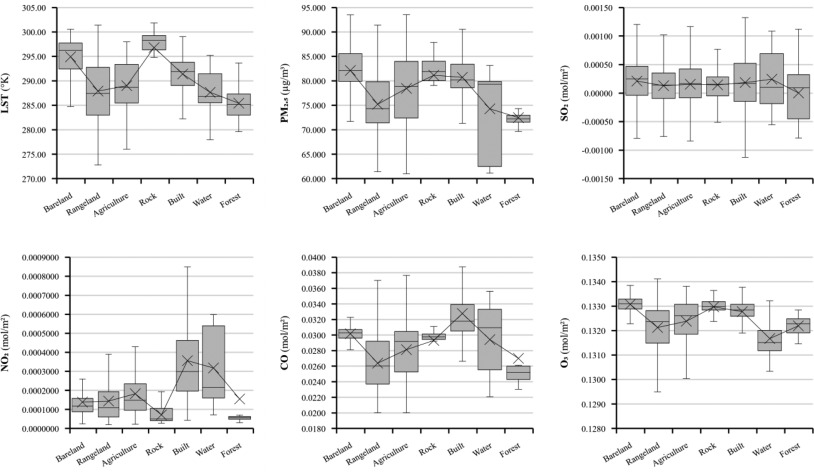 LST (°K)
305.00
300.00
295.00
290.00
285.00
280.00
275.00
270.00
Bareland
Rangeland
Agriculture
Rock
Built
Water
Forest
PM₂.₅ (µg/m³)
95.000
90.000
85.000
80.000
75.000
70.000
65.000
60.000
Bareland
Rangeland
Agriculture
Rock
Built
Water
Forest
SO₂ (mol/m²)
0.00150
0.00100
0.00050
0.00000
-0.00050
-0.00100
-0.00150
Bareland
Rangeland
Agriculture
Rock
Built
Water
Forest
NO₂ (mol/m²)
0.0009000
0.0008000
0.0007000
0.0006000
0.0005000
0.0004000
0.0003000
0.0002000
0.0001000
0.0000000
Bareland
Rangeland
Agriculture
Rock
Built
Water
Forest
CO (mol/m²)
0.0400
0.0380
0.0360
0.0340
0.0320
0.0300
0.0280
0.0260
0.0240
0.0220
0.0200
0.0180
Bareland
Rangeland
Agriculture
Rock
Built
Water
Forest
O₃ (mol/m²)
0.1350
0.1340
0.1330
0.1320
0.1310
0.1300
0.1290
0.1280
Bareland
Rangeland
Agriculture
Rock
Built
Water
Forest